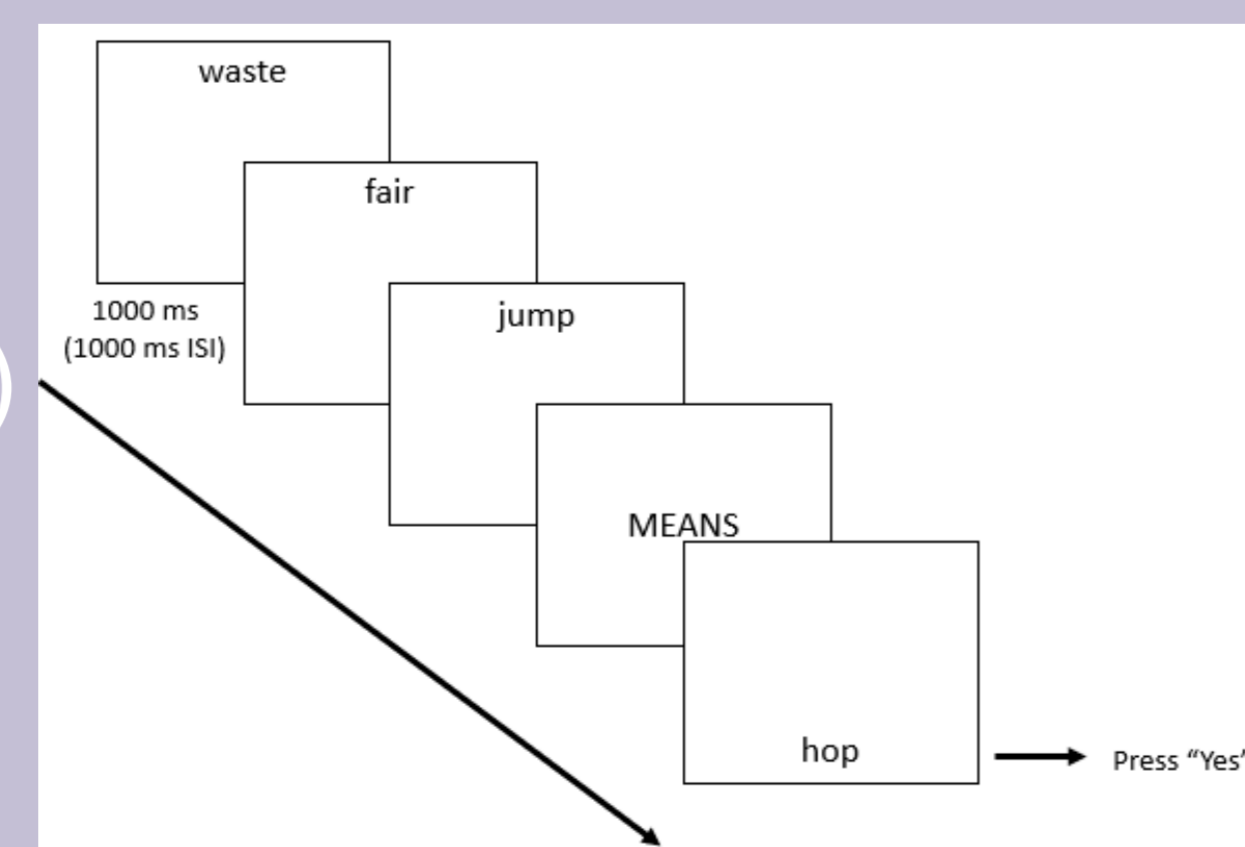 waste
fair
1000 ms
(1000 ms ISI)
jump
MEANS
hop
Press “Yes”